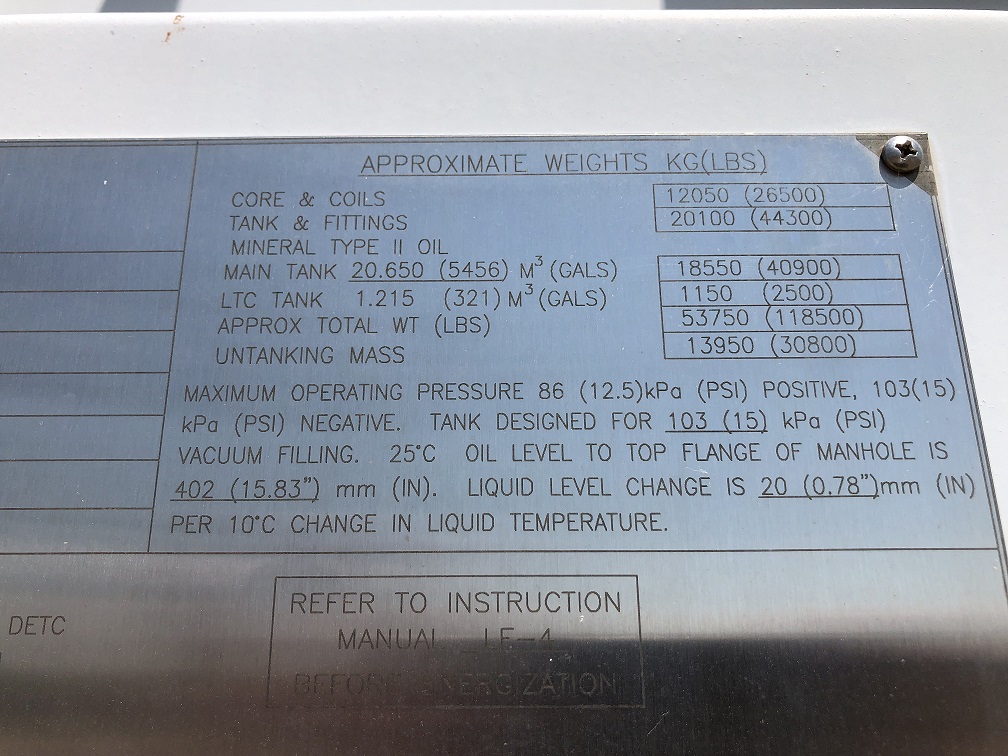 APPROXIMATE WEIGHTS KG(LBS)
CORE & COILS 12050 (26500)
TANK & FITTINGS 20100 (44300)
MINERAL TYPE II OIL
MAIN TANK 20.650 (5456) M³ (GALS) 18550 (40900)
LTC TANK 1.215 (321) M³ (GALS) 1150 (2500)
APPROX TOTAL WT (LBS) 53750 (118500)
UNTANKING MASS 13950 (30800)
MAXIMUM OPERATING PRESSURE 86 (12.5)kPa (PSI) POSITIVE, 103(15)
kPa (PSI) NEGATIVE. TANK DESIGNED FOR 103 (15) kPa (PSI)
VACUUM FILLING. 25°C OIL LEVEL TO TOP FLANGE OF MANHOLE IS
402 (15.83") mm (IN). LIQUID LEVEL CHANGE IS 20 (0.78")mm (IN)
PER 10°C CHANGE IN LIQUID TEMPERATURE.
DETC
REFER TO INSTRUCTION
MANUAL LE-4
BEFORE ENERGIZATION